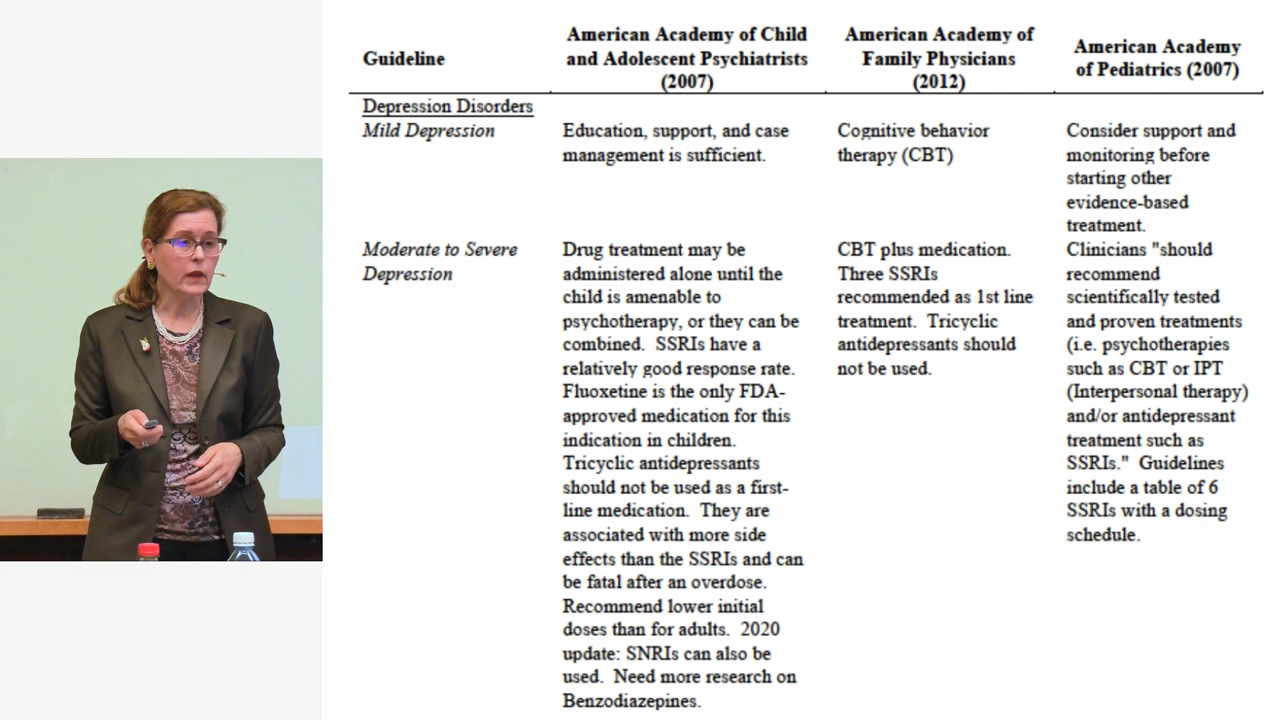 Guideline
American Academy of Child
and Adolescent Psychiatrists
(2007)
American Academy of
Family Physicians
(2012)
American Academy
of Pediatrics (2007)
Depression Disorders
Mild Depression
Education, support, and case
management is sufficient.
Cognitive behavior
therapy (CBT)
Consider support and
monitoring before
starting other
evidence-based
treatment.
Moderate to Severe
Depression
Drug treatment may be
administered alone until the
child is amenable to
psychotherapy, or they can be
combined. SSRIs have a
relatively good response rate.
Fluoxetine is the only FDA-
approved medication for this
indication in children.
Tricyclic antidepressants
should not be used as a first-
line medication. They are
associated with more side
effects than the SSRIs and can
be fatal after an overdose.
Recommend lower initial
doses than for adults. 2020
update: SNRIs can also be
used. Need more research on
Benzodiazepines.
CBT plus medication.
Three SSRIs
recommended as 1st line
treatment. Tricyclic
antidepressants should
not be used.
Clinicians "should
recommend
scientifically tested
and proven treatments
(i.e. psychotherapies
such as CBT or IPT
(Interpersonal therapy)
and/or antidepressant
treatment such as
SSRIs." Guidelines
include a table of 6
SSRIs with a dosing
schedule.